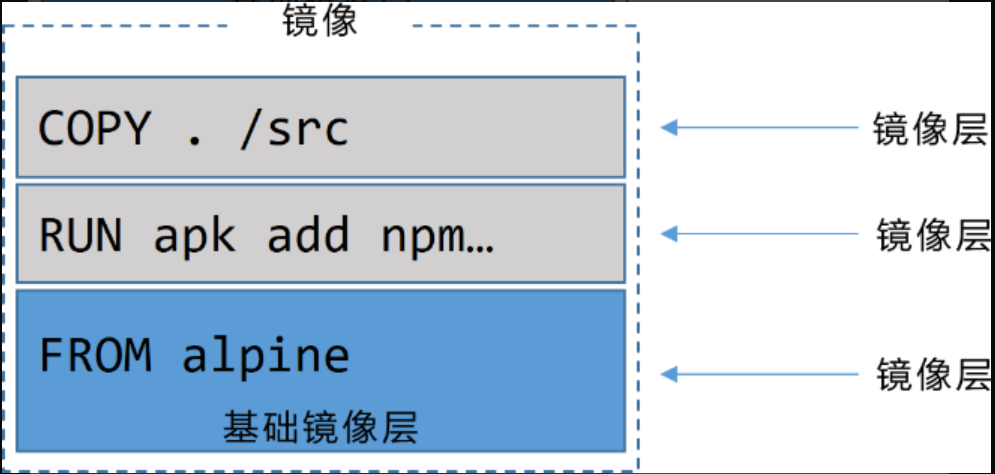 镜像
COPY . /src
镜像层
RUN apk add npm…
镜像层
FROM alpine
镜像层
基础镜像层